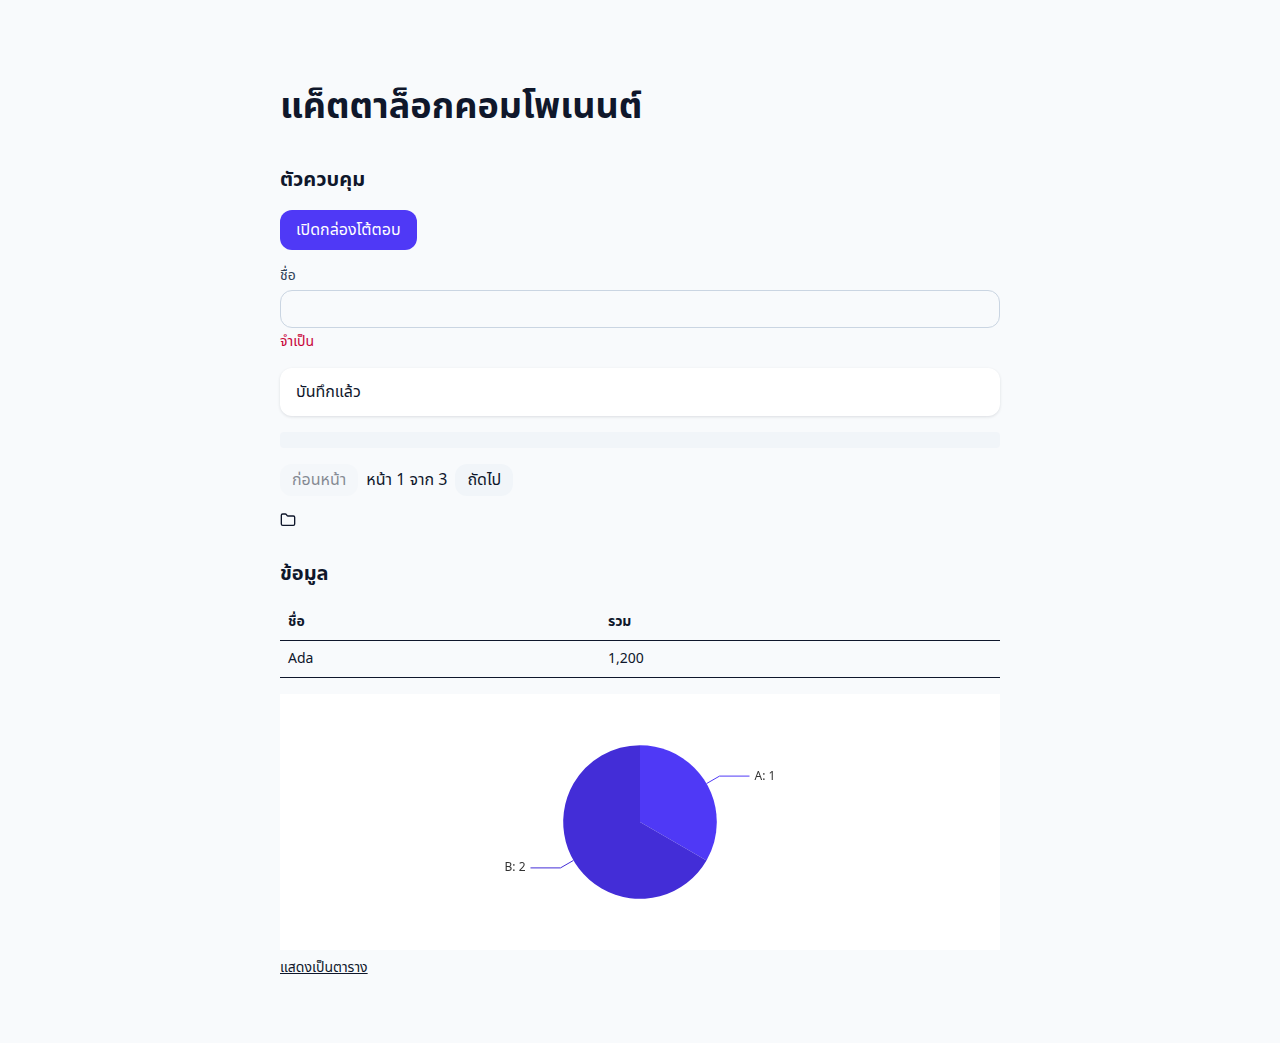 แค็ตตาล็อกคอมโพเนนต์
ตัวควบคุม
เปิดกล่องโต้ตอบ
ชื่อ
จำเป็น
บันทึกแล้ว
ก่อนหน้า หน้า 1 จาก 3 ถัดไป
ข้อมูล
ชื่อ รวม
Ada 1,200
A: 1
B: 2
แสดงเป็นตาราง